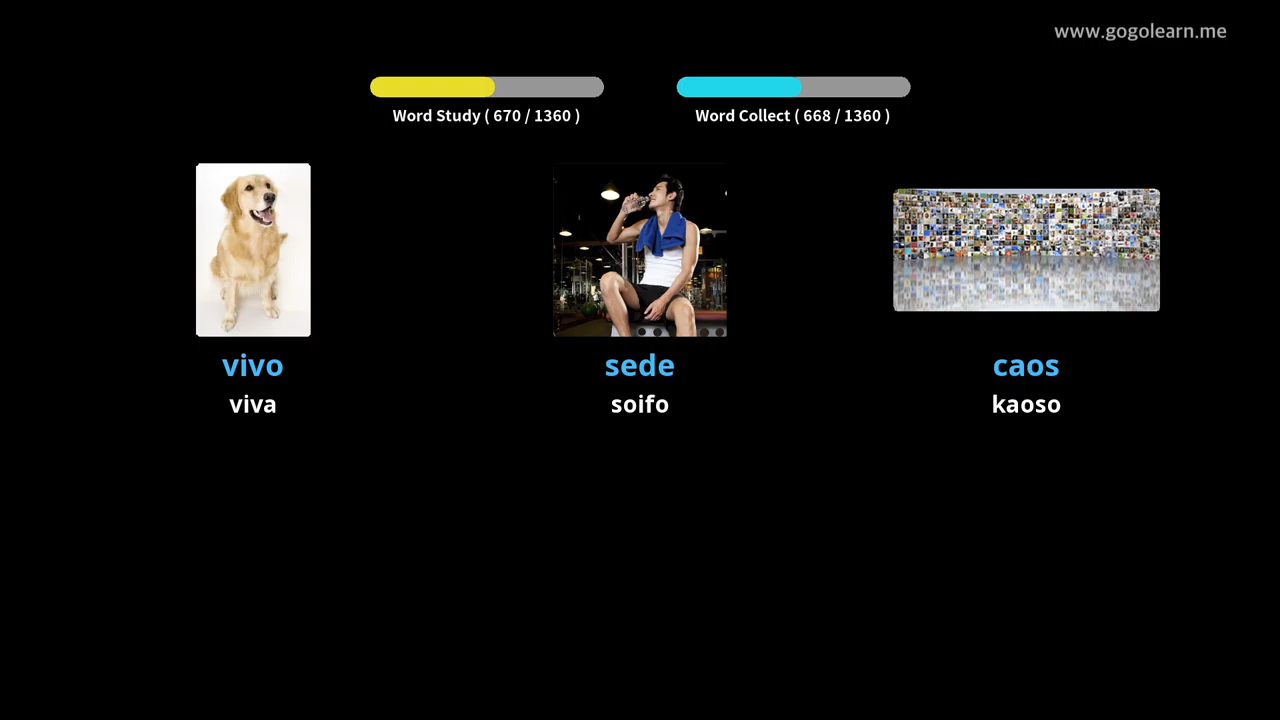 www.gogolearn.me
Word Study ( 670 / 1360 )
Word Collect ( 668 / 1360 )
vivo
viva
sede
soifo
caos
kaoso